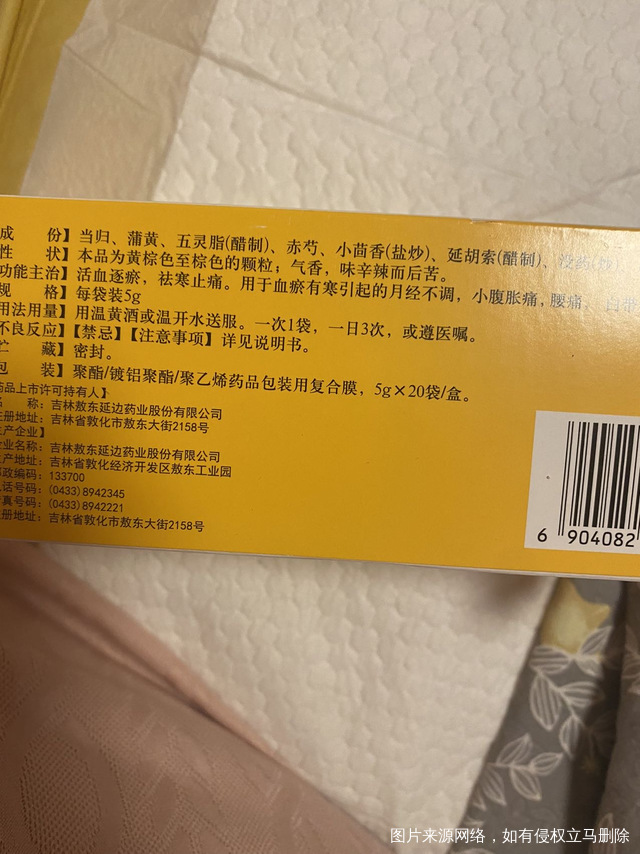 成　　份】当归、蒲黄、五灵脂(醋制)、赤芍、小茴香(盐炒)、延胡索(醋制)、没药(炒)
性　　状】本品为黄棕色至棕色的颗粒；气香，味辛辣而后苦。
功能主治】活血逐瘀，祛寒止痛。用于血瘀有寒引起的月经不调，小腹胀痛，腰痛，白带
规　　格】每袋装5g
用法用量】用温黄酒或温开水送服。一次1袋，一日3次，或遵医嘱。
不良反应】【禁忌】【注意事项】详见说明书。
贮　　藏】密封。
包　　装】聚酯/镀铝聚酯/聚乙烯药品包装用复合膜，5g×20袋/盒。
药品上市许可持有人】
名　　称：吉林敖东延边药业股份有限公司
注册地址：吉林省敦化市敖东大街2158号
生产企业】
企业名称：吉林敖东延边药业股份有限公司
生产地址：吉林省敦化经济开发区敖东工业园
邮政编码：133700
电话号码：(0433)8942345
传真号码：(0433)8942221
注册地址：吉林省敦化市敖东大街2158号
6 904082
图片来源网络，如有侵权立马删除